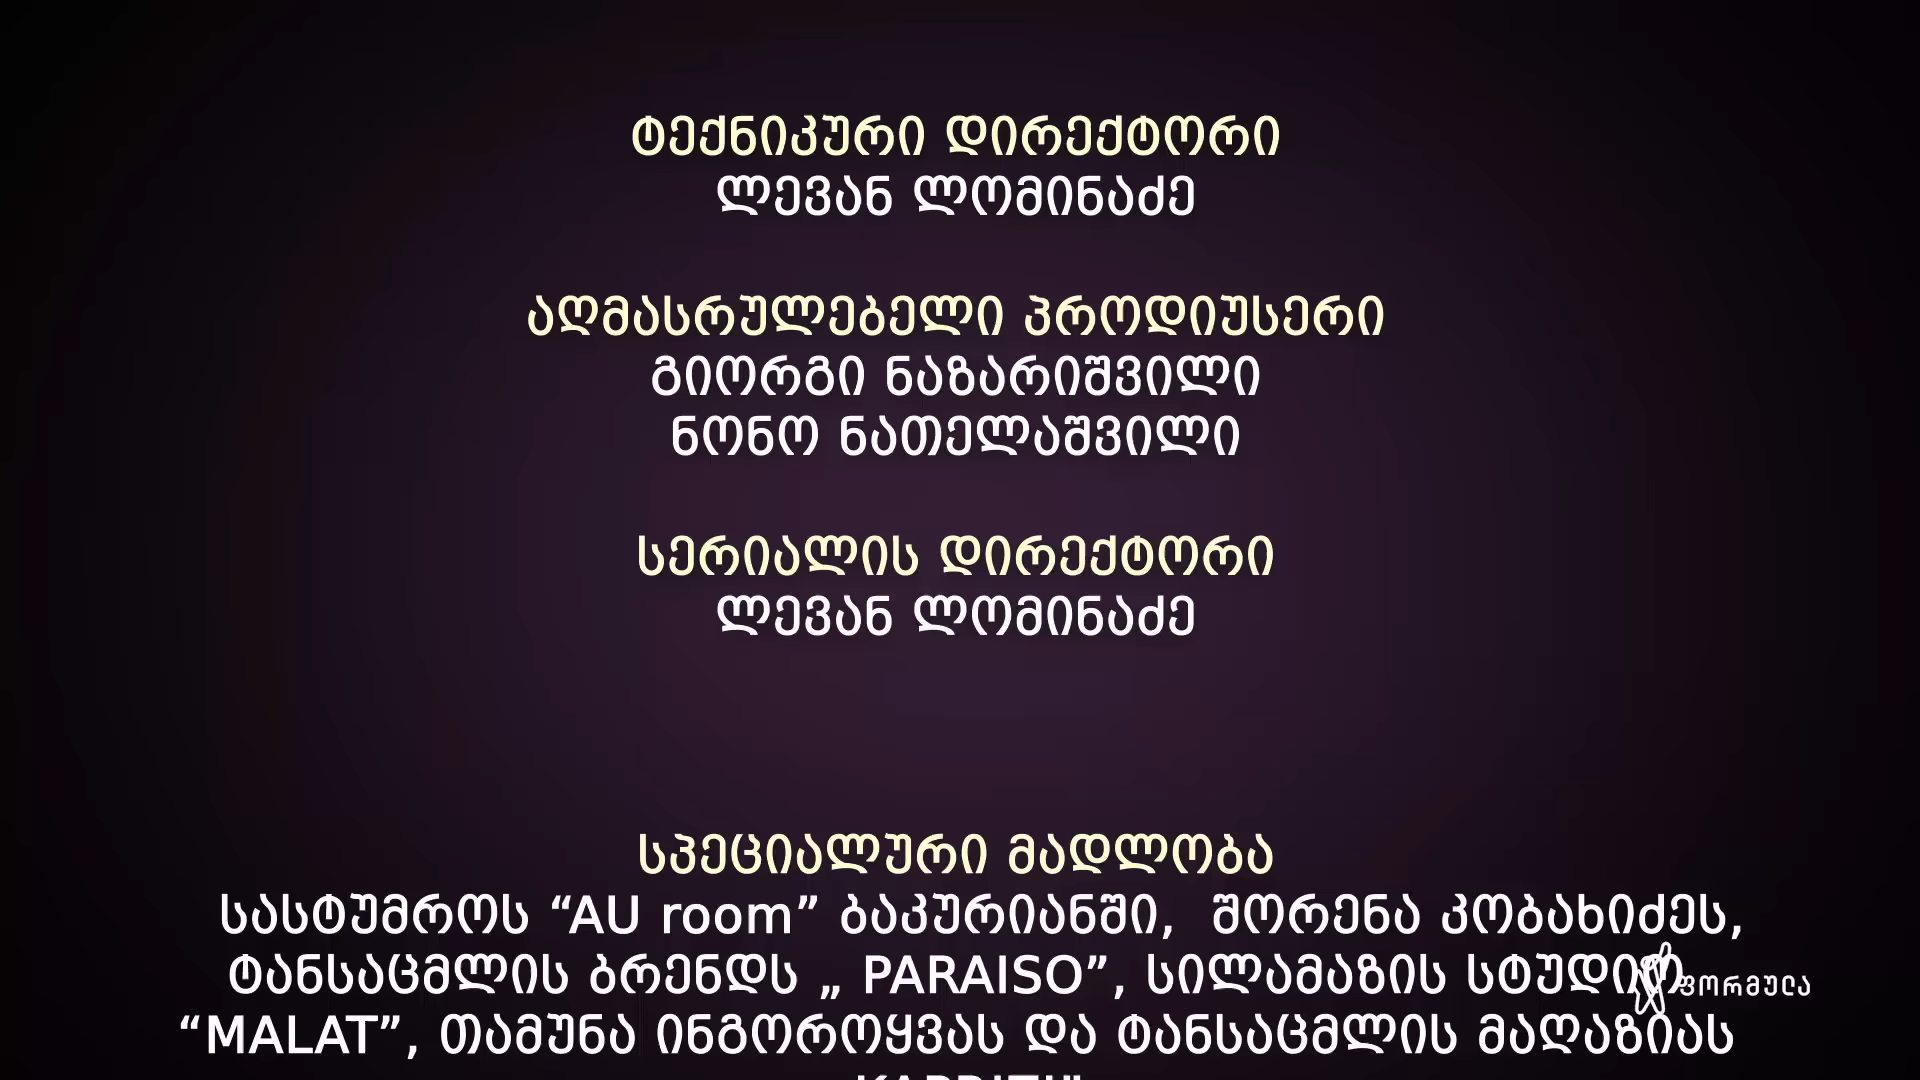 ტექნიკური დირექტორი
ლევან ლომინაძე
აღმასრულებელი პროდიუსერი
გიორგი ნაზარიშვილი
ნონო ნათელაშვილი
სერიალის დირექტორი
ლევან ლომინაძე
სპეციალური მადლობა
სასტუმროს “AU room” ბაკურიანში,  შორენა კობახიძეს,
ტანსაცმლის ბრენდს „ PARAISO”, სილამაზის სტუდიო
ფორმულა
“MALAT”, თამუნა ინგოროყვას და ტანსაცმლის მაღაზიას